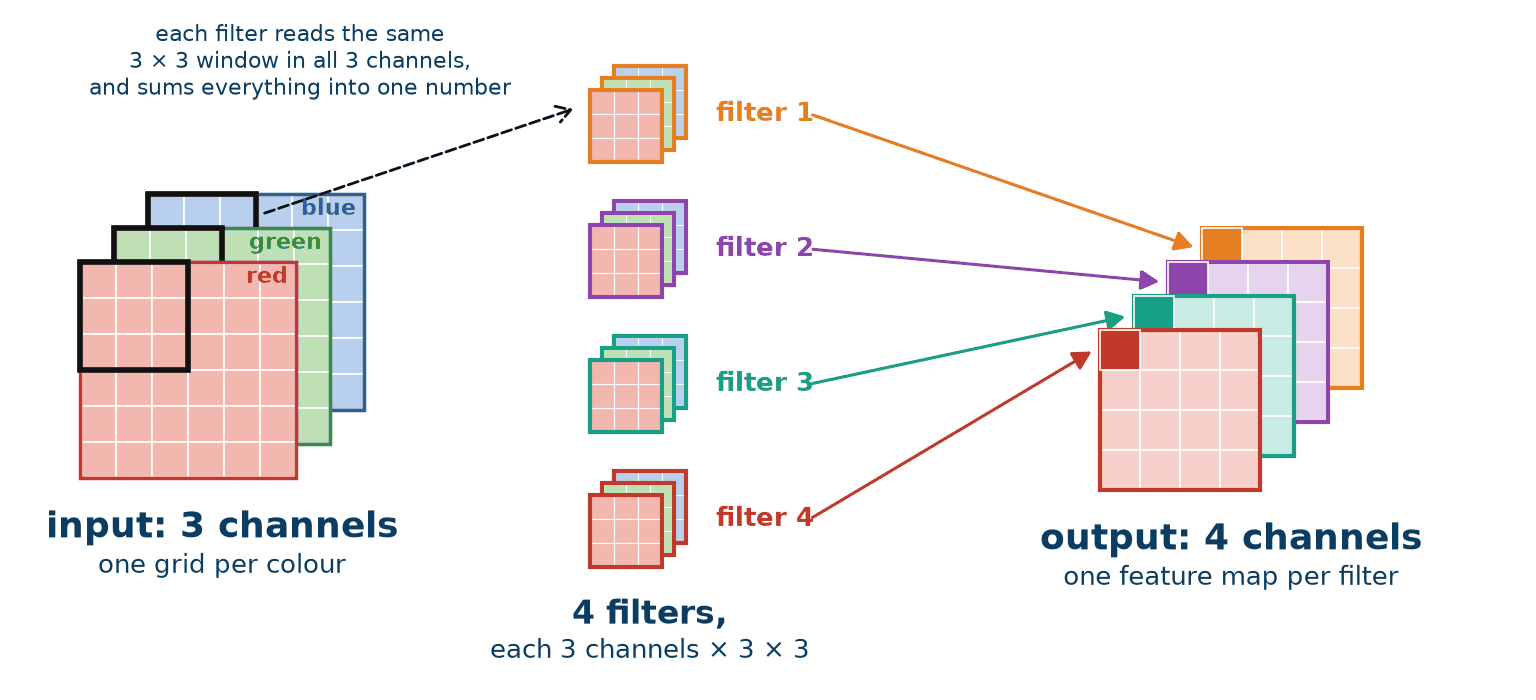 each filter reads the same
3 × 3 window in all 3 channels,
and sums everything into one number
blue
green
red
input: 3 channels
one grid per colour
filter 1
filter 2
filter 3
filter 4
4 filters,
each 3 channels × 3 × 3
output: 4 channels
one feature map per filter